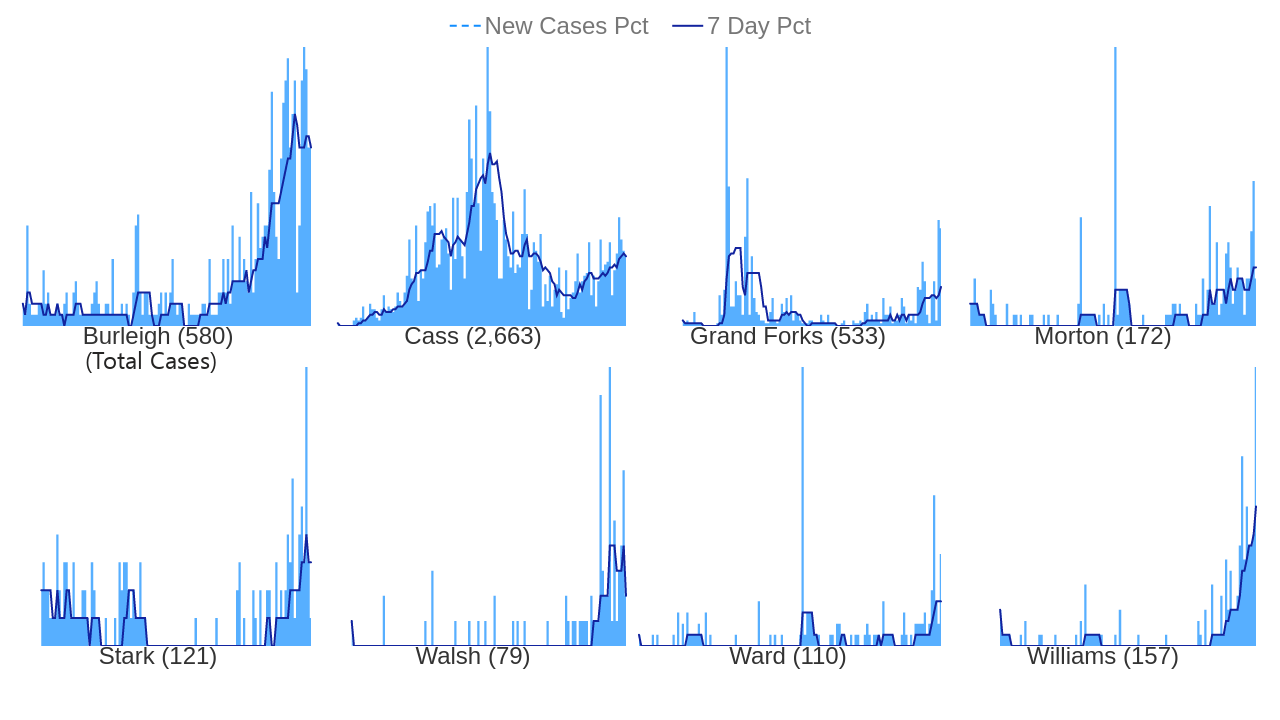 New Cases Pct 7 Day Pct
Burleigh (580) Cass (2,663) Grand Forks (533) Morton (172)
(Total Cases)
Stark (121) Walsh (79) Ward (110) Williams (157)